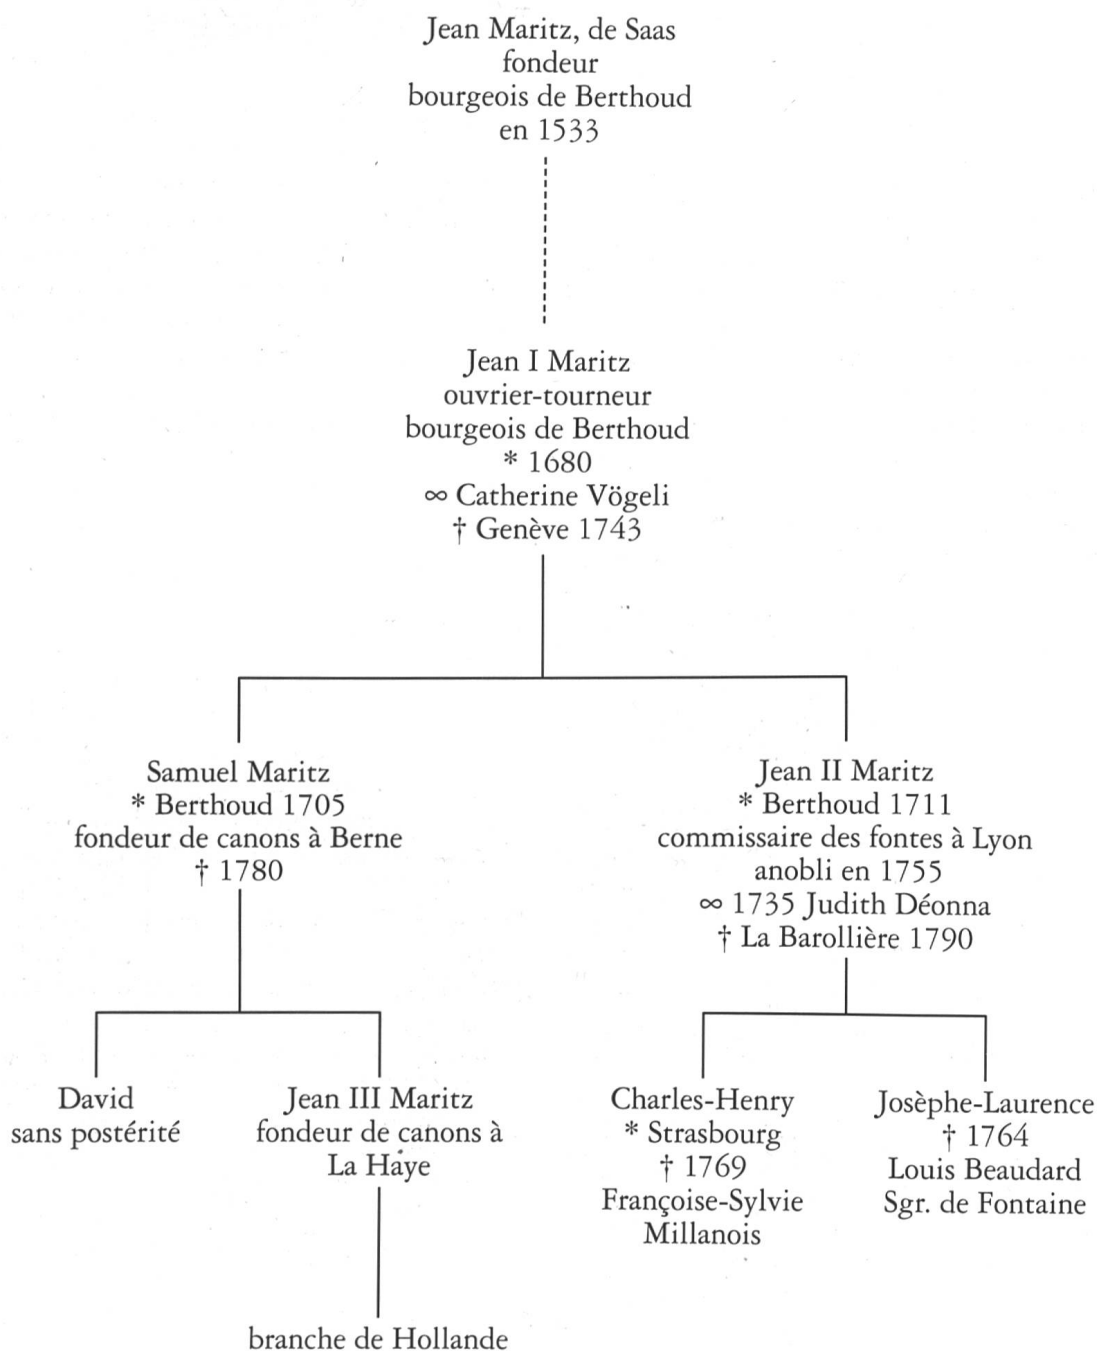 Jean Maritz, de Saas
fondeur
bourgeois de Berthoud
en 1533
Jean I Maritz
ouvrier-tourneur
bourgeois de Berthoud
* 1680
∞ Catherine Vögeli
† Genève 1743
Samuel Maritz
* Berthoud 1705
fondeur de canons à Berne
† 1780
Jean II Maritz
* Berthoud 1711
commissaire des fontes à Lyon
anobli en 1755
∞ 1735 Judith Déonna
† La Barollière 1790
David
sans postérité
Jean III Maritz
fondeur de canons à
La Haye
Charles-Henry
* Strasbourg
† 1769
Françoise-Sylvie
Millanois
Josèphe-Laurence
† 1764
Louis Beaudard
Sgr. de Fontaine
branche de Hollande